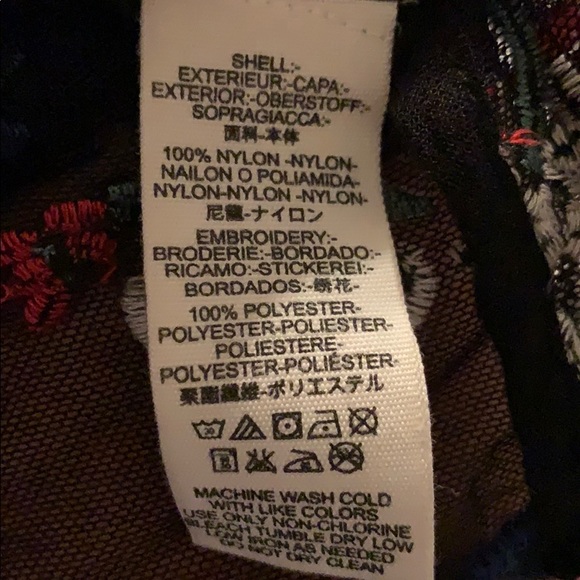 SHELL:-
EXTERIEUR:-CAPA:-
EXTERIOR:-OBERSTOFF:-
SOPRAGIACCA:-
面料-本体
100% NYLON -NYLON-
NAILON O POLIAMIDA-
NYLON-NYLON -NYLON-
尼龍-ナイロン
EMBROIDERY:-
BRODERIE:-BORDADO:-
RICAMO:-STICKEREI:-
BORDADOS:-绣花-
100% POLYESTER-
POLYESTER-POLIESTER-
POLIESTERE-
POLYESTER-POLIÉSTER-
聚酯纖維-ポリエステル
MACHINE WASH COLD
WITH LIKE COLORS
USE ONLY NON-CHLORINE
BLEACH TUMBLE DRY LOW
IRON AS NEEDED
DO NOT DRY CLEAN